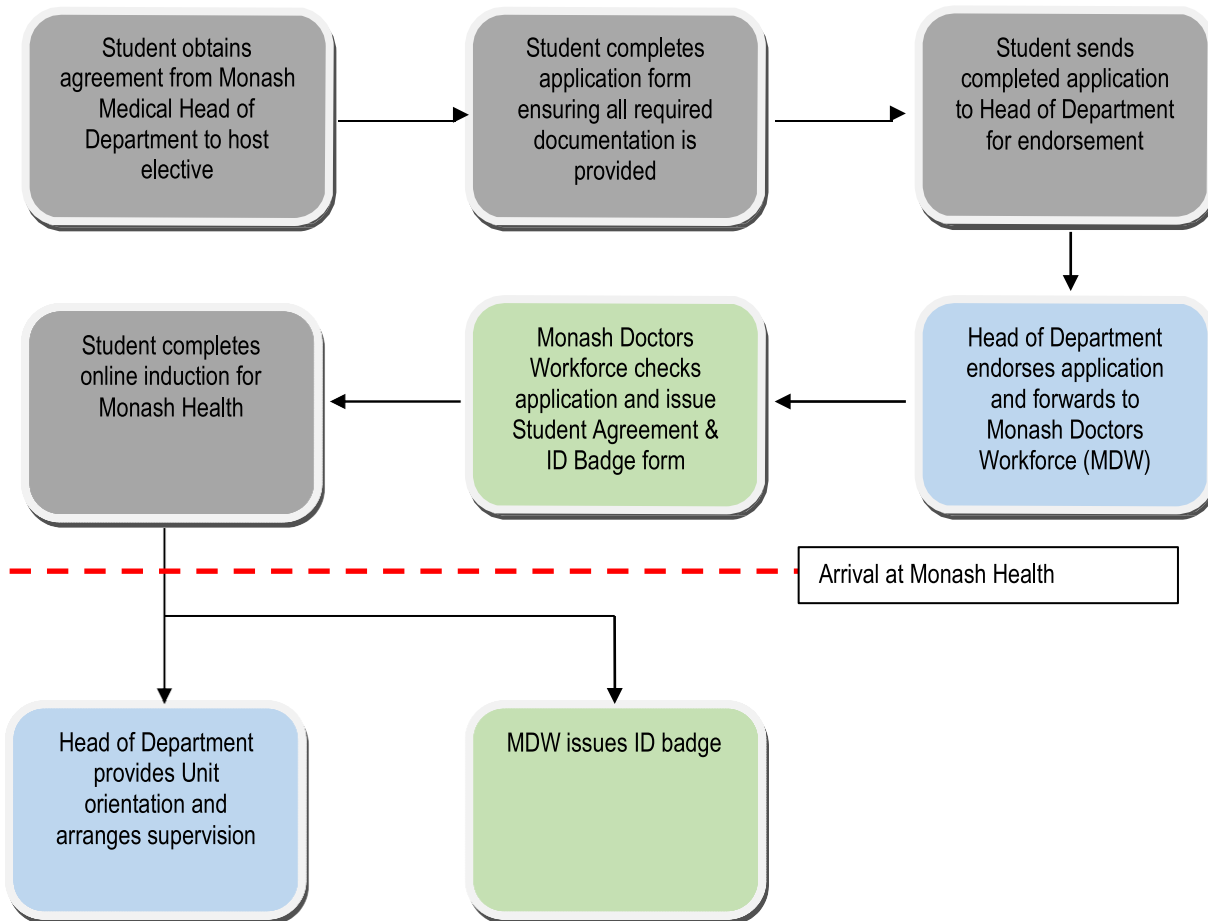 Student obtains
agreement from Monash
Medical Head of
Department to host
elective
Student completes
application form
ensuring all required
documentation is
provided
Student sends
completed application
to Head of Department
for endorsement
Head of Department
endorses application
and forwards to
Monash Doctors
Workforce (MDW)
Monash Doctors
Workforce checks
application and issue
Student Agreement &
ID Badge form
Student completes
online induction for
Monash Health
Arrival at Monash Health
Head of Department
provides Unit
orientation and
arranges supervision
MDW issues ID badge